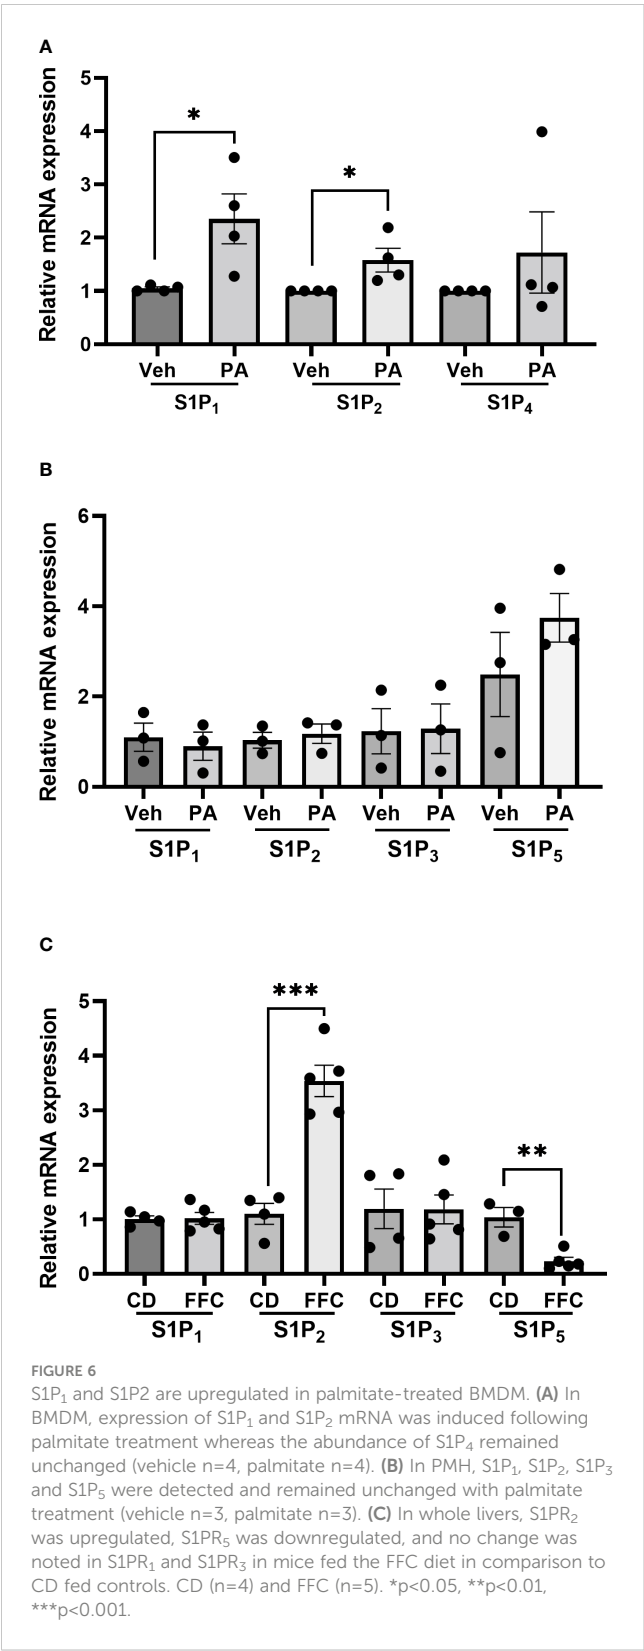 A
Relative mRNA expression
5
4
3
2
1
0
*
*
Veh PA Veh PA Veh PA
S1P₁ S1P₂ S1P₄
B
Relative mRNA expression
6
4
2
0
Veh PA Veh PA Veh PA Veh PA
S1P₁ S1P₂ S1P₃ S1P₅
C
Relative mRNA expression
5
4
3
2
1
0
***
**
CD FFC CD FFC CD FFC CD FFC
S1P₁ S1P₂ S1P₃ S1P₅
FIGURE 6
S1P₁ and S1P2 are upregulated in palmitate-treated BMDM. (A) In
BMDM, expression of S1P₁ and S1P₂ mRNA was induced following
palmitate treatment whereas the abundance of S1P₄ remained
unchanged (vehicle n=4, palmitate n=4). (B) In PMH, S1P₁, S1P₂, S1P₃
and S1P₅ were detected and remained unchanged with palmitate
treatment (vehicle n=3, palmitate n=3). (C) In whole livers, S1PR₂
was upregulated, S1PR₅ was downregulated, and no change was
noted in S1PR₁ and S1PR₃ in mice fed the FFC diet in comparison to
CD fed controls. CD (n=4) and FFC (n=5). *p<0.05, **p<0.01,
***p<0.001.